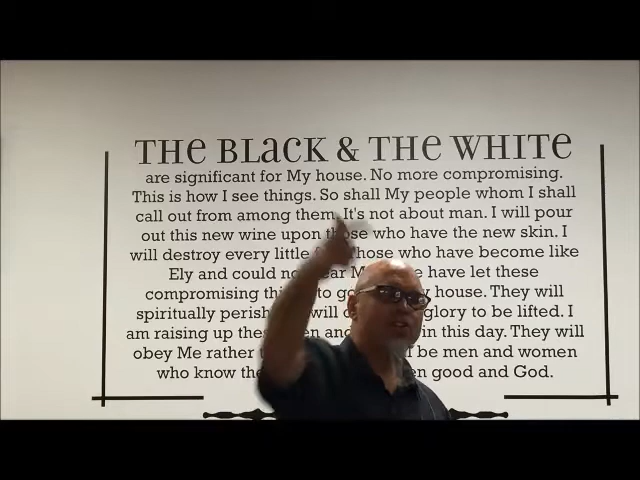 THE BLACK & THE WHITE
are significant for My house. No more compromising.
This is how I see things. So shall My people whom I shall
call out from among them. It's not about man. I will pour
out this new wine upon those who have the new skin. I
will destroy every little Those who have become like
Ely and could not have let these
compromising to go house. They will
spiritually perish glory to be lifted. I
am raising up and in this day. They will
obey Me rather be men and women
who know the good and God.